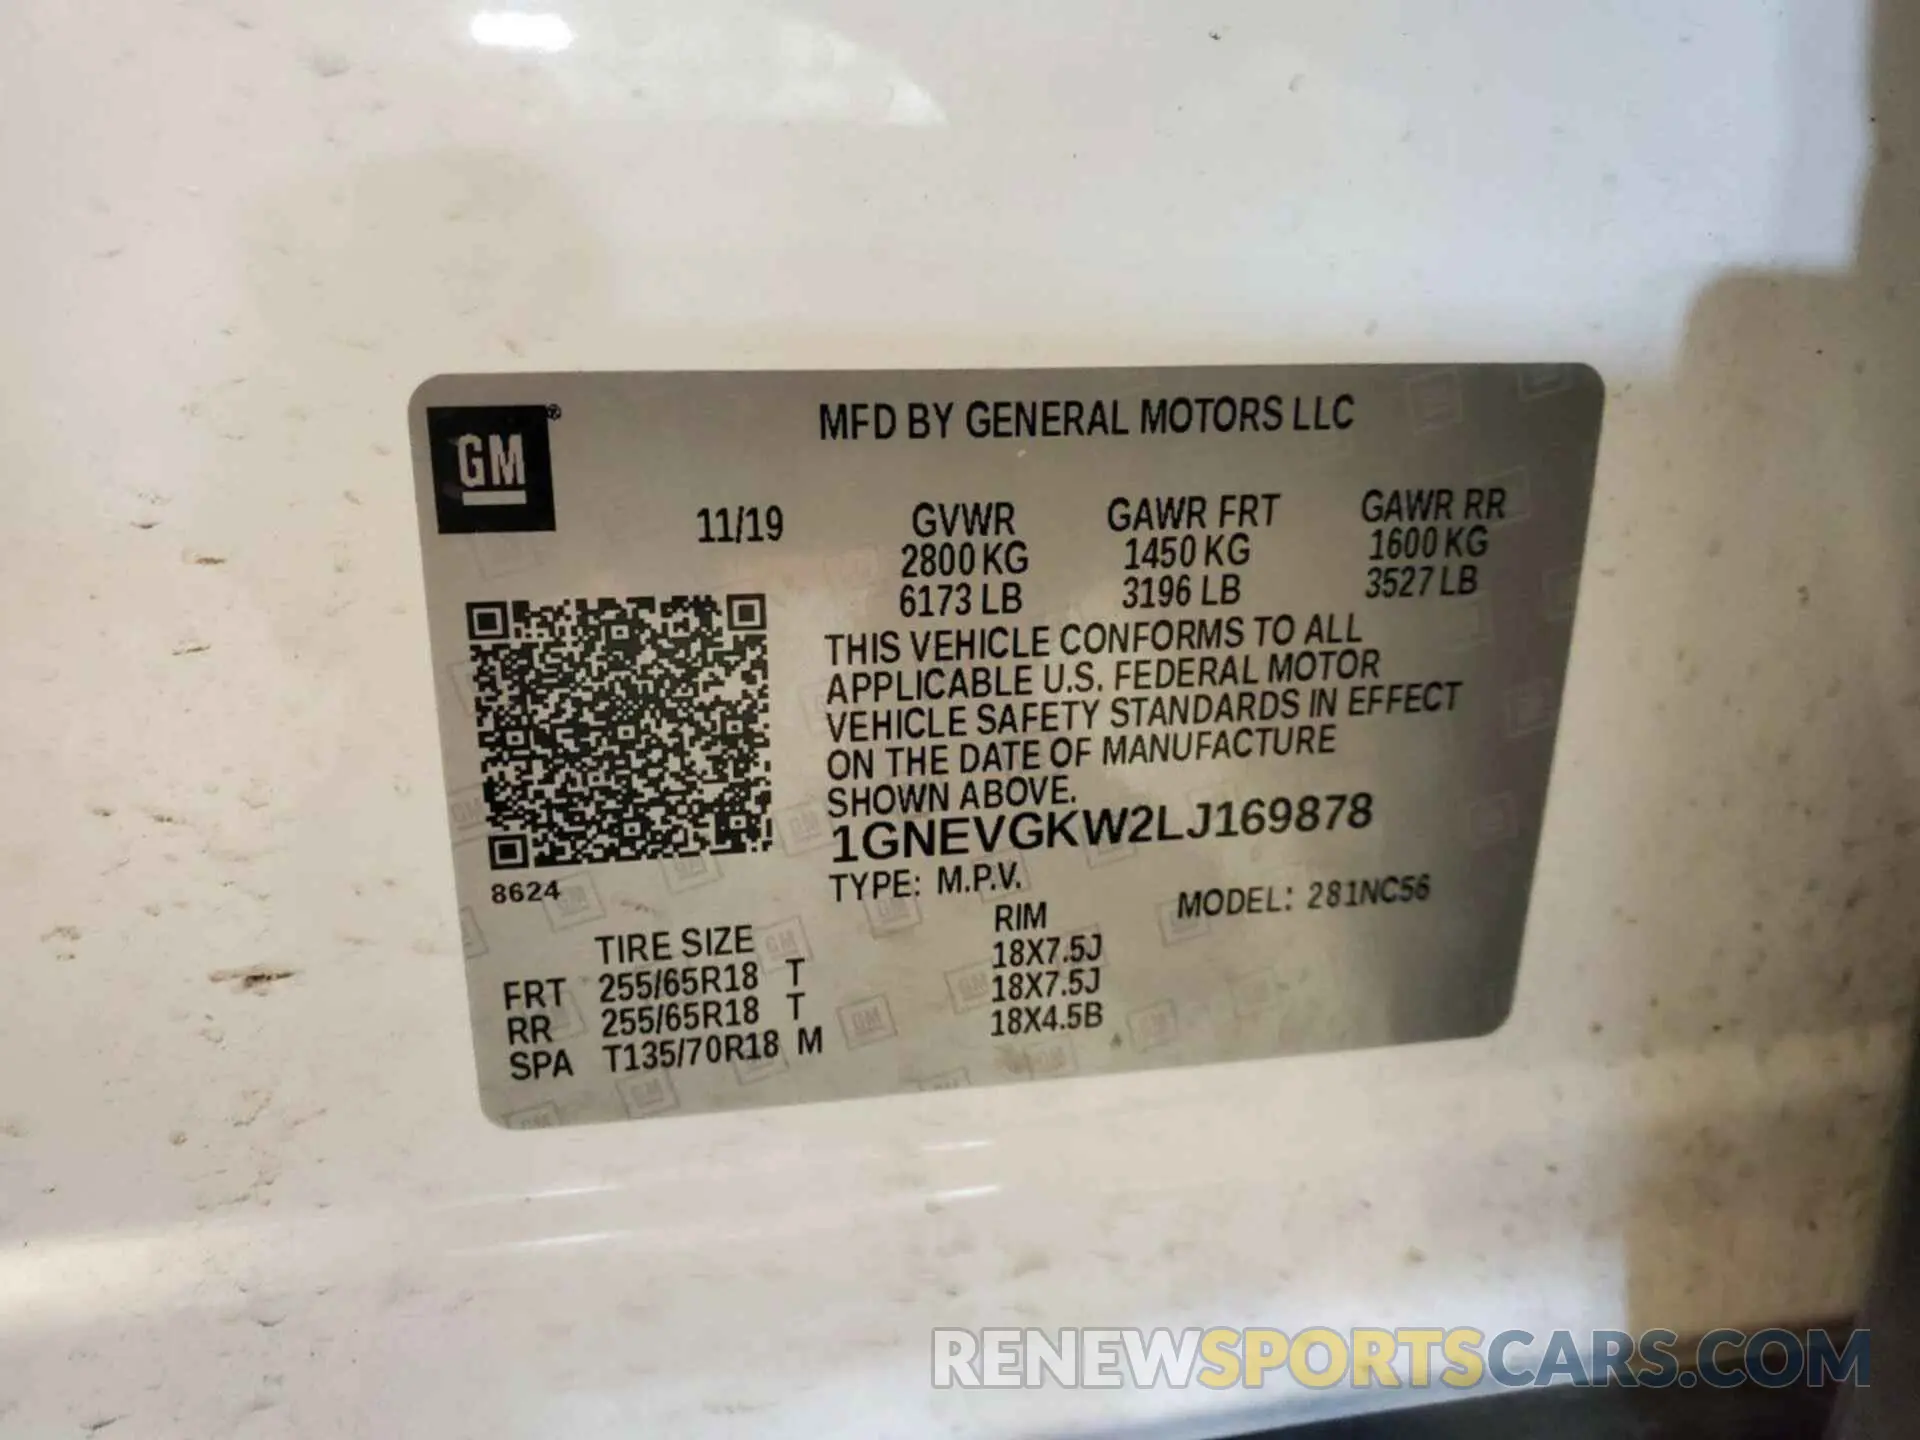 GM®
MFD BY GENERAL MOTORS LLC
11/19 GVWR GAWR FRT GAWR RR
2800 KG 1450 KG 1600 KG
6173 LB 3196 LB 3527 LB
THIS VEHICLE CONFORMS TO ALL
APPLICABLE U.S. FEDERAL MOTOR
VEHICLE SAFETY STANDARDS IN EFFECT
ON THE DATE OF MANUFACTURE
SHOWN ABOVE.
1GNEVGKW2LJ169878
8624
TYPE: M.P.V. MODEL: 281NC56
TIRE SIZE RIM
FRT 255/65R18 T 18X7.5J
RR 255/65R18 T 18X7.5J
SPA T135/70R18 M 18X4.5B
RENEWSPORTSCARS.COM